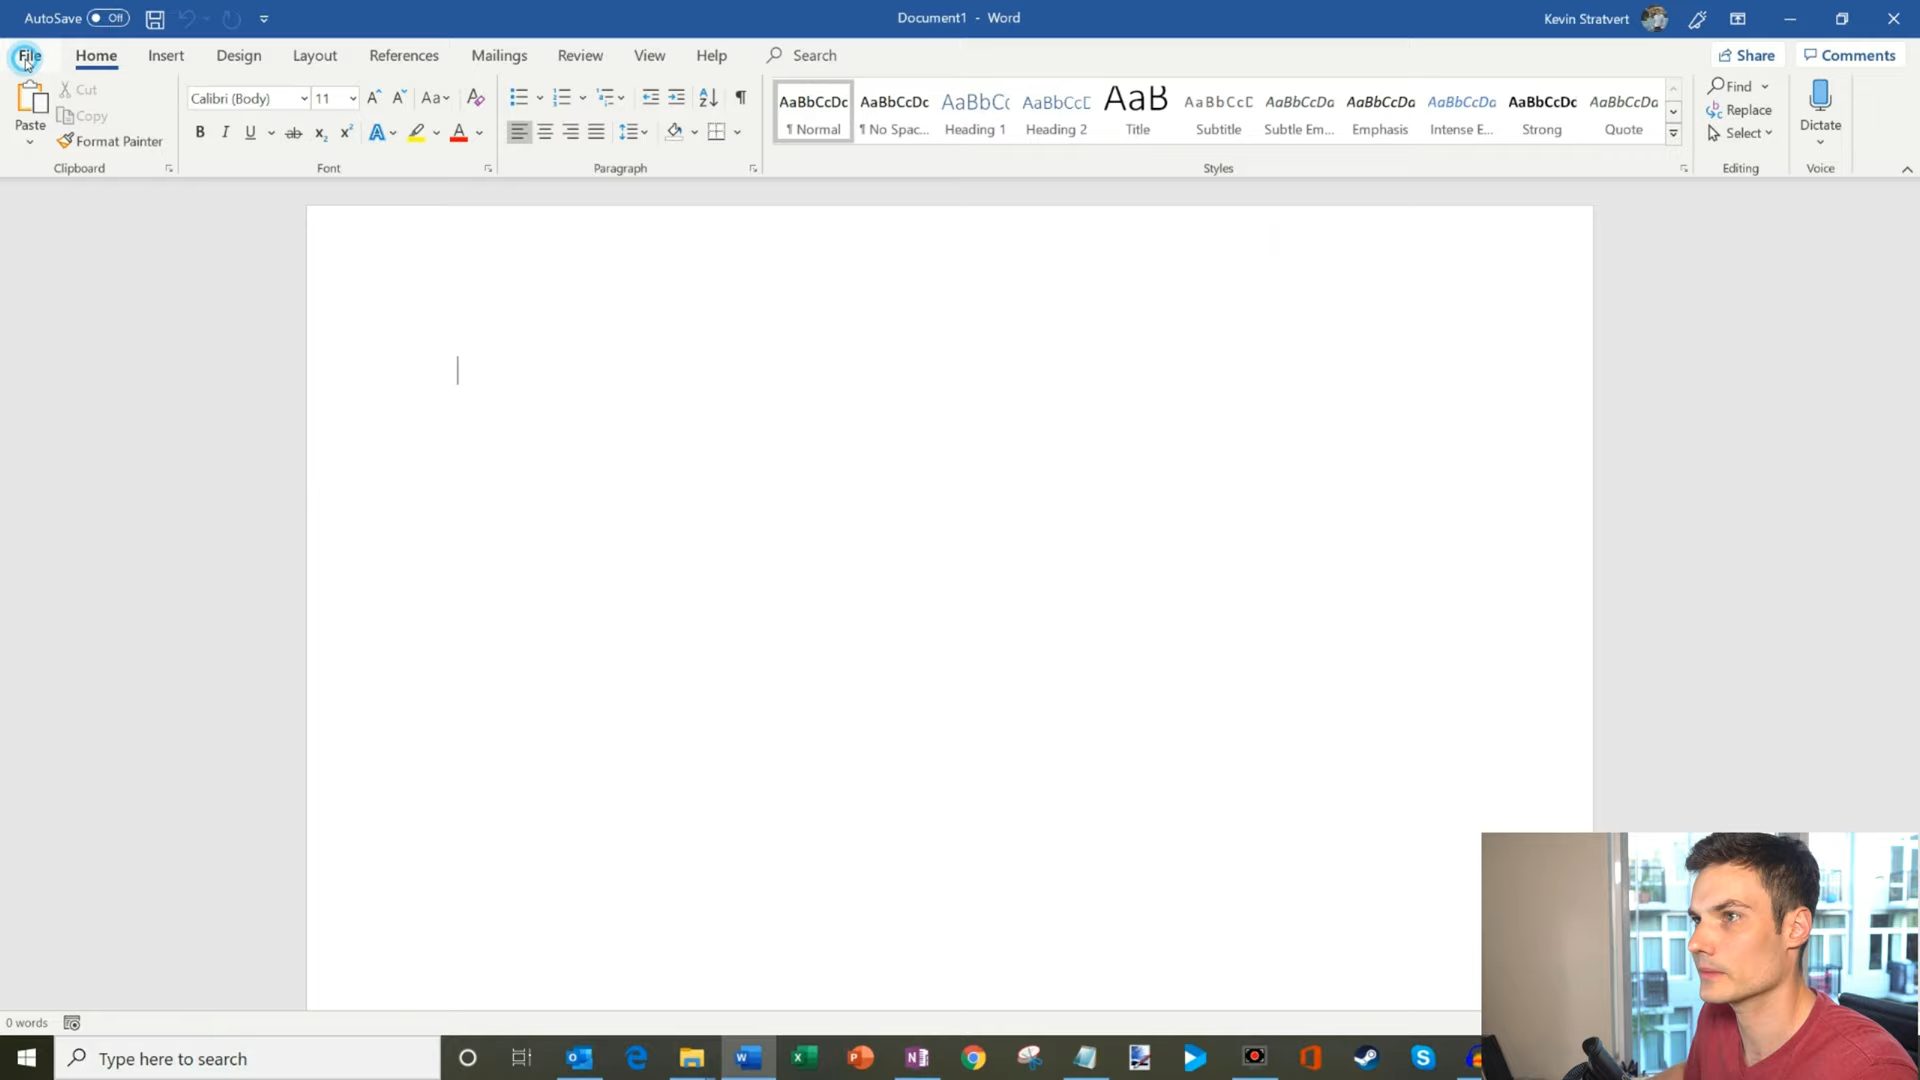 AutoSave Off
Document1 - Word
Kevin Stratvert
File Home Insert Design Layout References Mailings Review View Help Search
Share Comments
Paste
Cut
Copy
Format Painter
Clipboard
Calibri (Body) 11
Aa
B I U ab x₂ x²
A A
Font
Paragraph
AaBbCcDc
¶ Normal
AaBbCcDc
¶ No Spac...
AaBbCc
Heading 1
AaBbCcD
Heading 2
AaB
Title
AaBbCcD
Subtitle
AaBbCcDa
Subtle Em...
AaBbCcDa
Emphasis
AaBbCcDa
Intense E...
AaBbCcDc
Strong
AaBbCcDa
Quote
Styles
Find
Replace
Select
Editing
Dictate
Voice
0 words
Type here to search